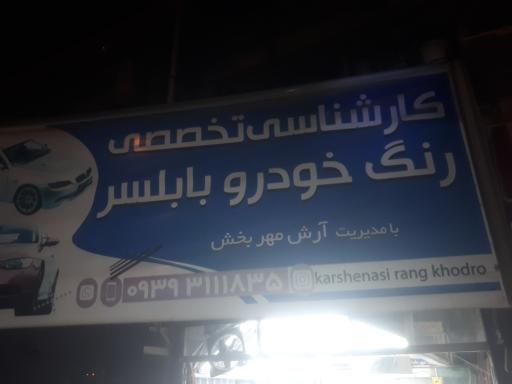 کارشناسی تخصصی
رنگ خودرو بابلسر
با مدیریت آرش مهر بخش
۰۹۳۹ ۳۱۱۱۸۳۵ karshenasi rang khodro